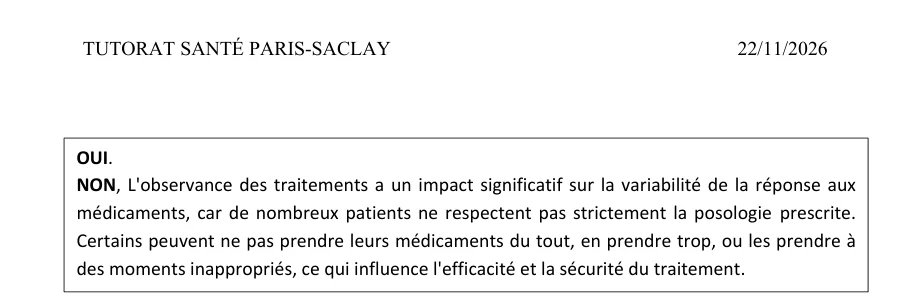 TUTORAT SANTÉ PARIS-SACLAY 22/11/2026
OUI.
NON, L'observance des traitements a un impact significatif sur la variabilité de la réponse aux
médicaments, car de nombreux patients ne respectent pas strictement la posologie prescrite.
Certains peuvent ne pas prendre leurs médicaments du tout, en prendre trop, ou les prendre à
des moments inappropriés, ce qui influence l'efficacité et la sécurité du traitement.